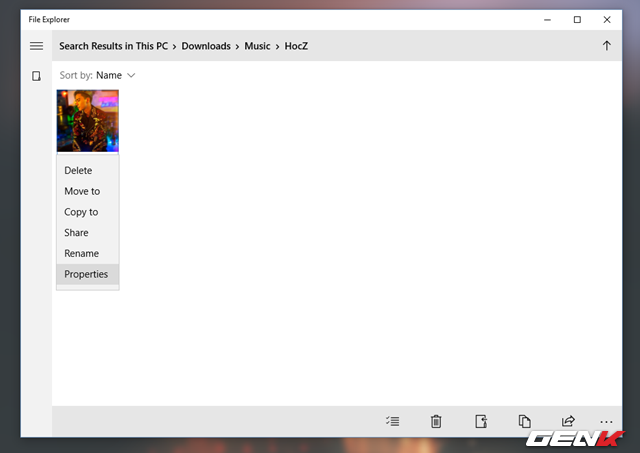 File Explorer
Search Results in This PC > Downloads > Music > HocZ
Sort by: Name
Delete
Move to
Copy to
Share
Rename
Properties
GENK